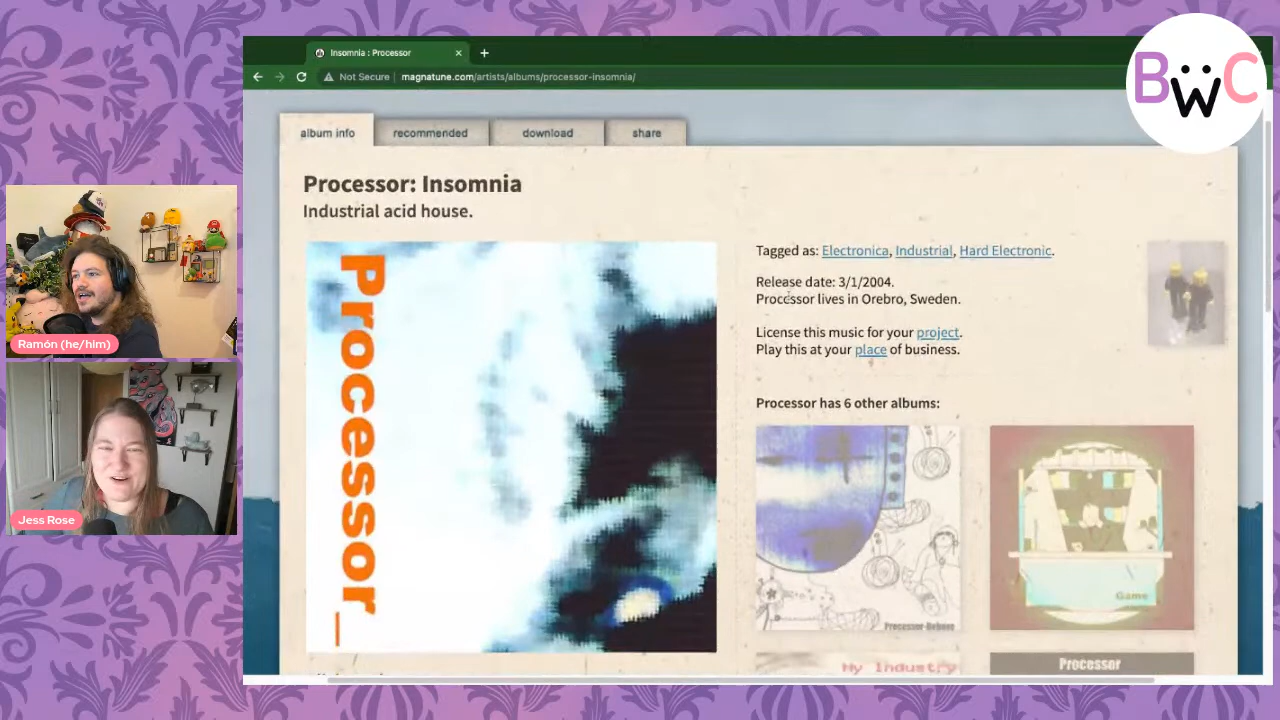 Insomnia : Processor
Not Secure | magnatune.com/artists/albums/processor-insomnia/
BWC
album info
recommended
download
share
Processor: Insomnia
Industrial acid house.
Processor_
Tagged as: Electronica, Industrial, Hard Electronic.
Release date: 3/1/2004.
Processor lives in Orebro, Sweden.
License this music for your project.
Play this at your place of business.
Processor has 6 other albums:
Game
My Industry
Processor
Ramón (he/him)
Jess Rose